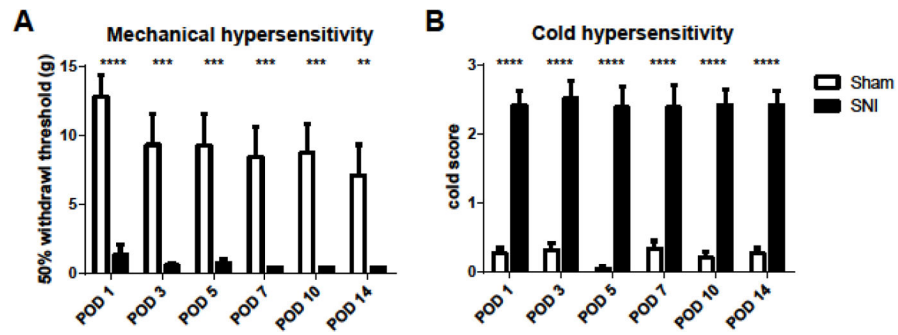 A
Mechanical hypersensitivity
50% withdrawl threshold (g)
15
10
5
0
**** *** *** *** *** **
POD 1 POD 3 POD 5 POD 7 POD 10 POD 14
B
Cold hypersensitivity
cold score
3
2
1
0
**** **** **** **** **** ****
POD 1 POD 3 POD 5 POD 7 POD 10 POD 14
Sham
SNI